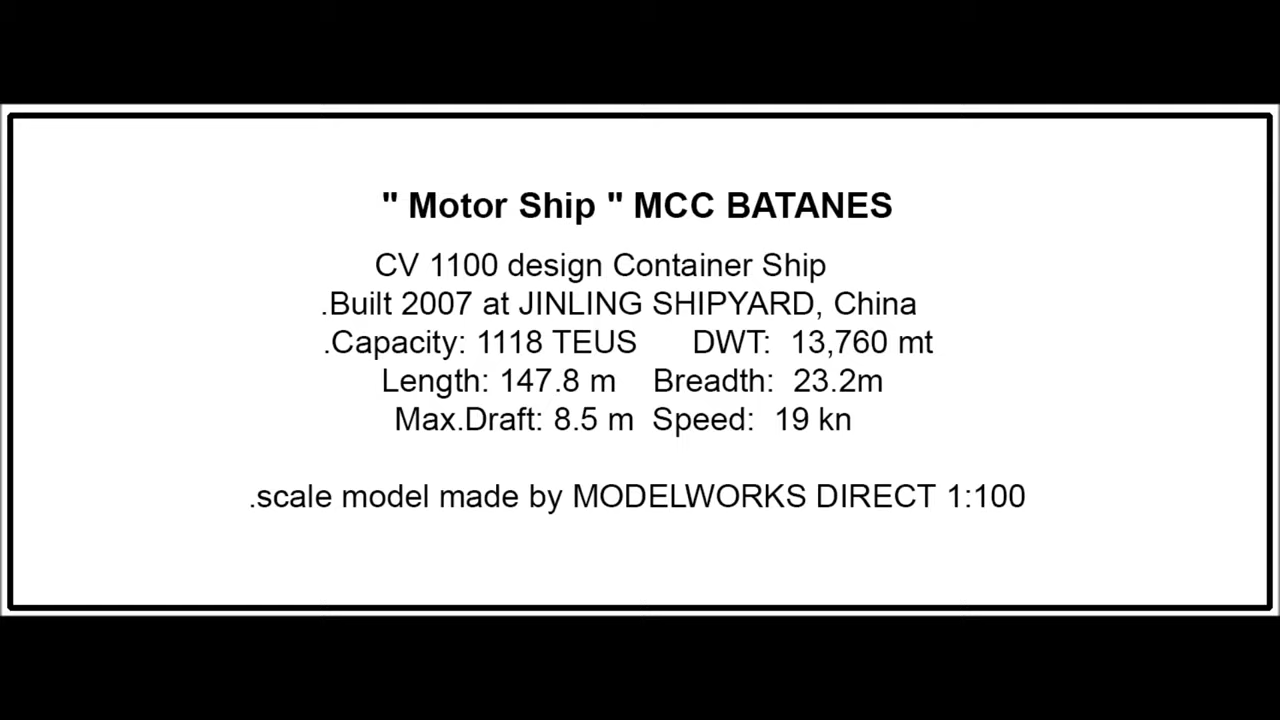 " Motor Ship " MCC BATANES
CV 1100 design Container Ship
.Built 2007 at JINLING SHIPYARD, China
.Capacity: 1118 TEUS DWT: 13,760 mt
Length: 147.8 m Breadth: 23.2m
Max.Draft: 8.5 m Speed: 19 kn
.scale model made by MODELWORKS DIRECT 1:100